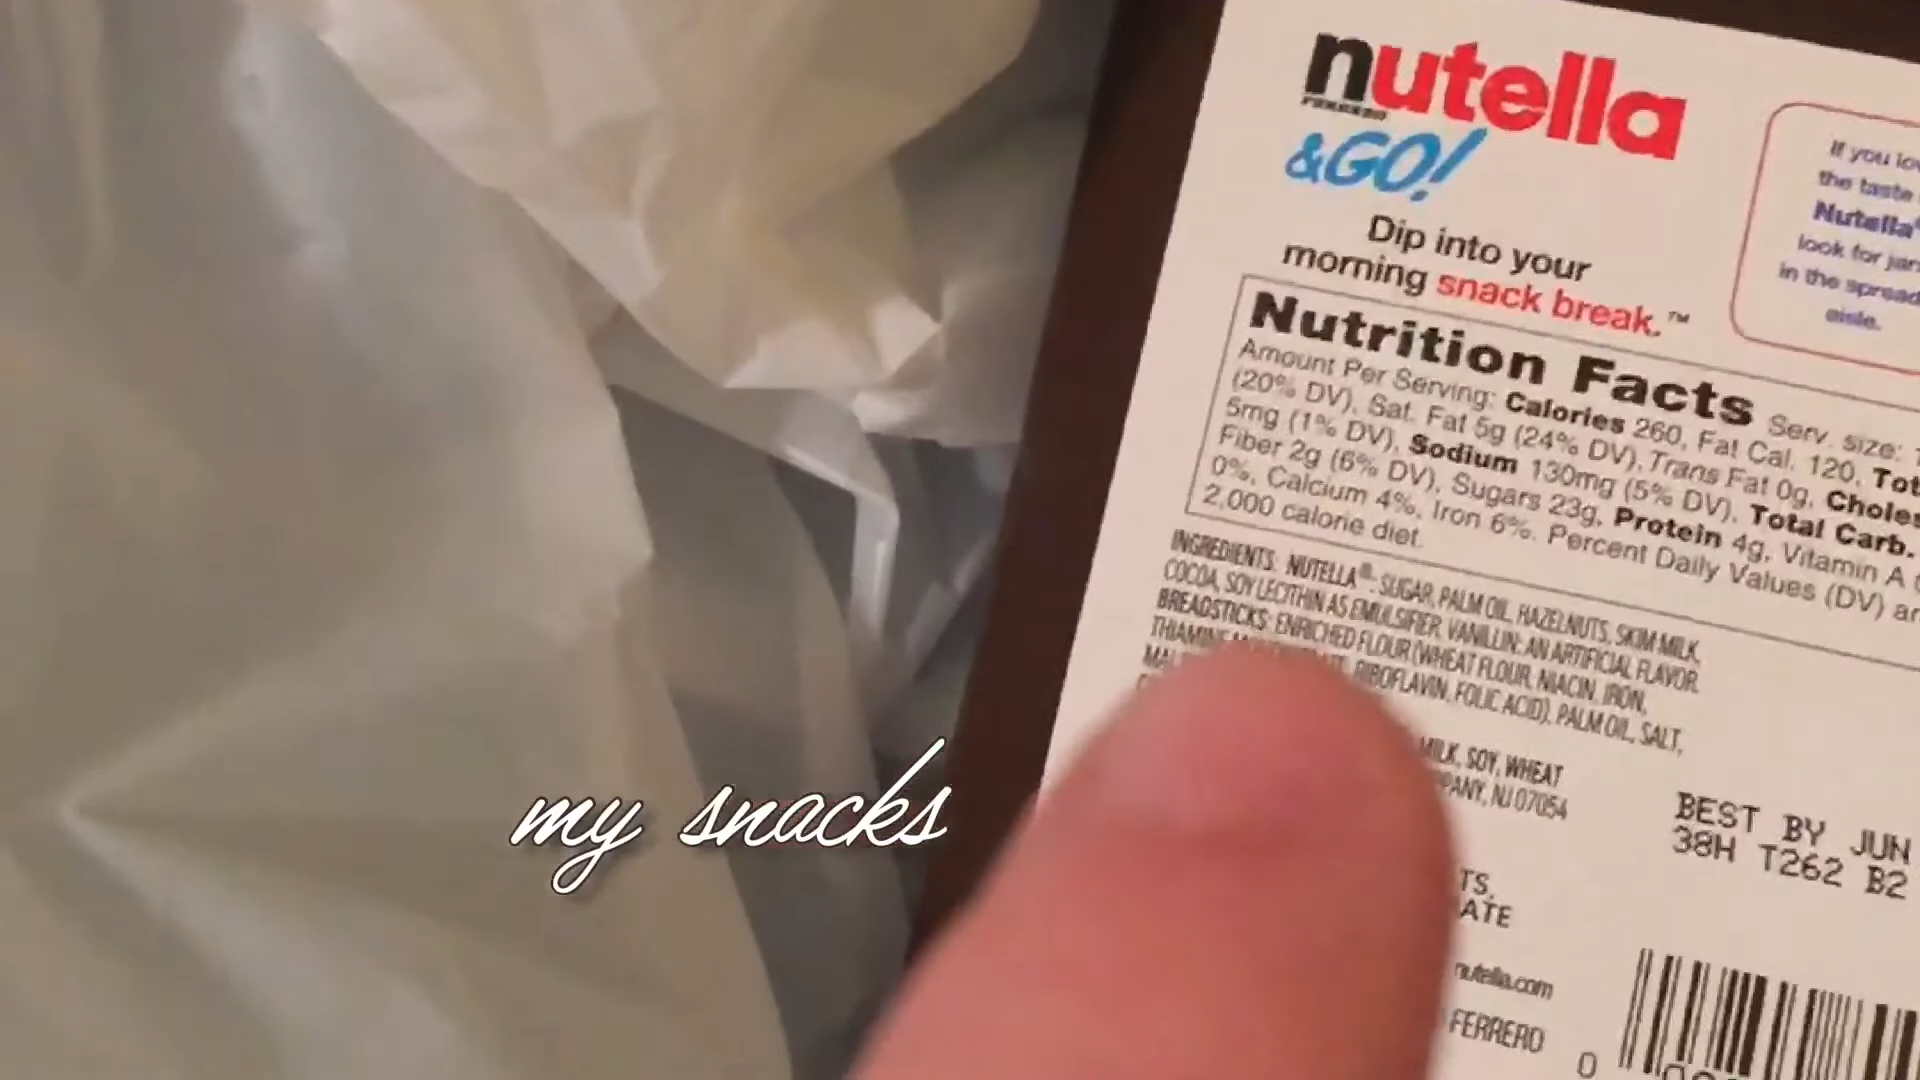 nutella
FERRERO
&GO!
Dip into your
morning snack break.™
If you
the taste
Nutella®
look for
in the spread
aisle.
Nutrition Facts Serv. size:
Amount Per Serving: Calories 260, Fat Cal. 120,
(20% DV), Sat. Fat 5g (24% DV), Trans Fat 0g,
5mg (1% DV), Sodium 130mg (5% DV), Total Carb.
Fiber 2g (6% DV), Sugars 23g, Protein 4g, Vitamin A
0%, Calcium 4%, Iron 6%. Percent Daily Values (DV)
2,000 calorie diet.
INGREDIENTS: NUTELLA®: SUGAR, PALM OIL, HAZELNUTS, SKIM MILK,
COCOA, SOY LECITHIN AS EMULSIFIER, VANILLIN: AN ARTIFICIAL FLAVOR.
BREADSTICKS: ENRICHED FLOUR (WHEAT FLOUR, NIACIN, IRON,
RIBOFLAVIN, FOLIC ACID), PALM OIL, SALT,
MILK, SOY, WHEAT
NJ 07054
BEST BY JUN
38H T262 B2
nutella.com
FERRERO
0
my snacks